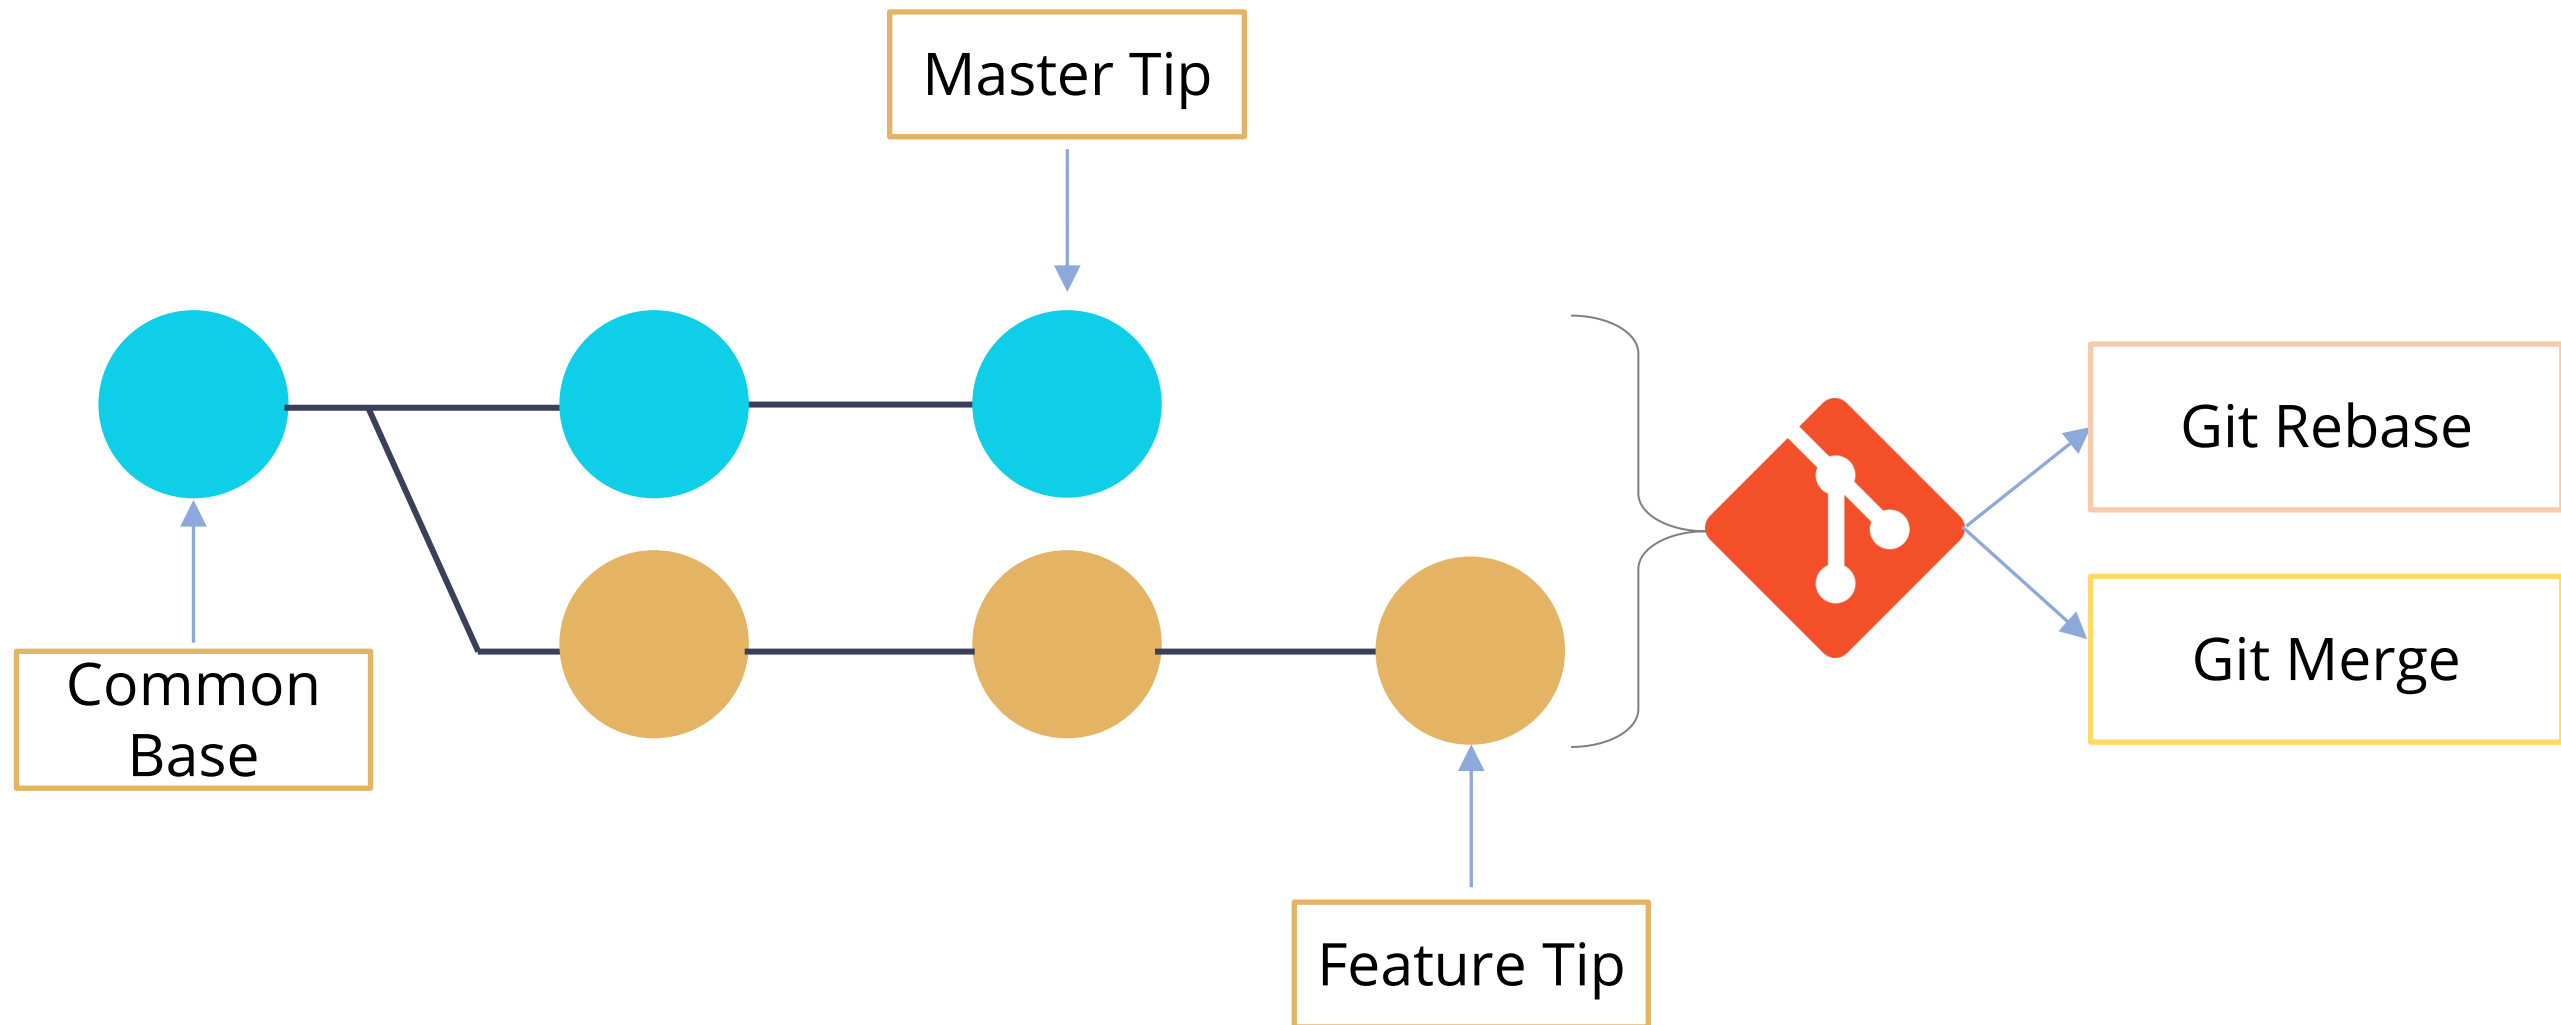 Master Tip
Common
Base
Feature Tip
Git Rebase
Git Merge